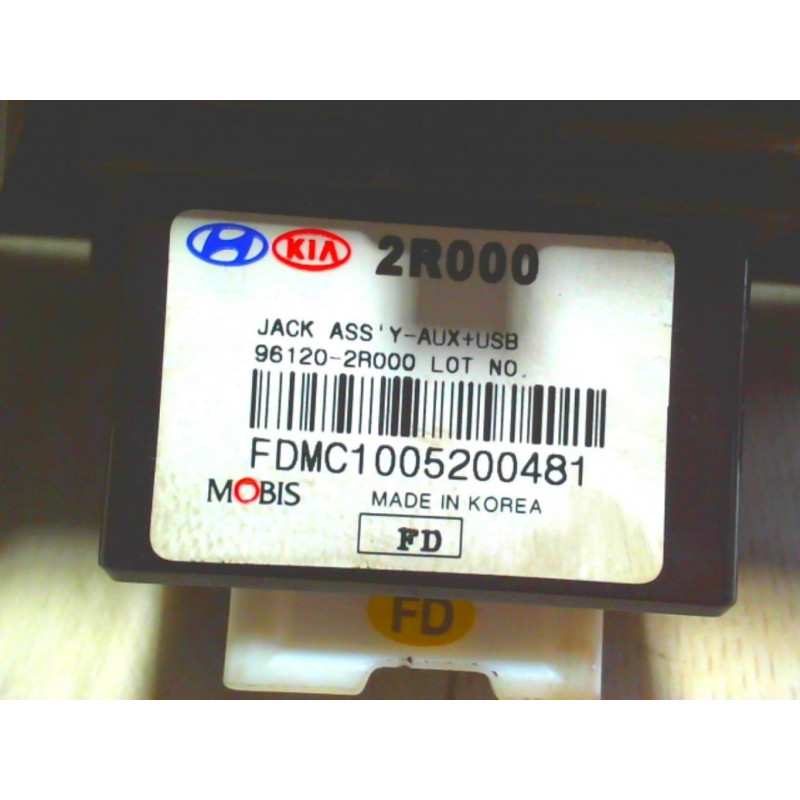 KIA 2R000
JACK ASS'Y-AUX+USB
96120-2R000 LOT NO.
FDMC1005200481
MOBIS MADE IN KOREA
FD
FD